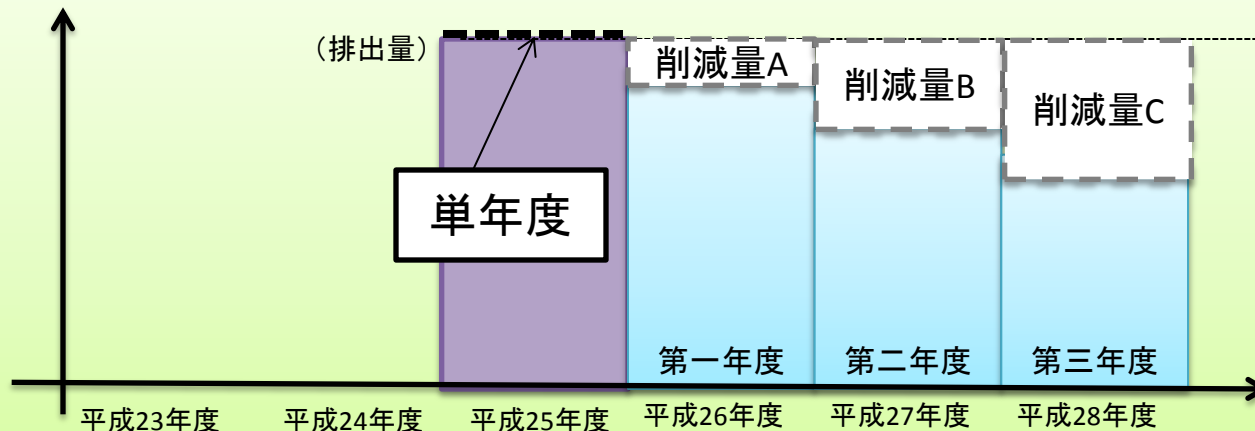 （排出量）
削減量A
削減量B
削減量C
単年度
第一年度
第二年度
第三年度
平成23年度
平成24年度
平成25年度
平成26年度
平成27年度
平成28年度